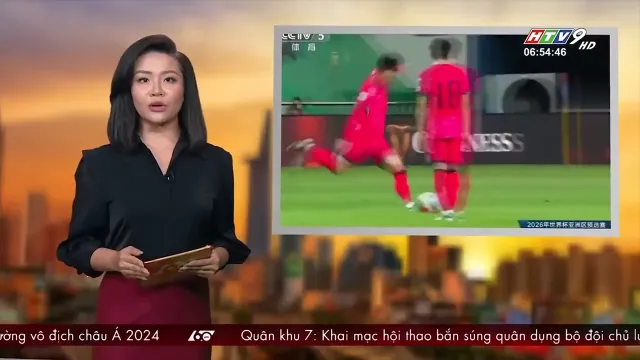 CCTV 5
体育
HTV9 HD
06:54:46
18
2026年世界杯亚洲区预选赛
ường vô địch châu Á 2024
60
Quân khu 7: Khai mạc hội thao bắn súng quân dụng bộ đội chủ l